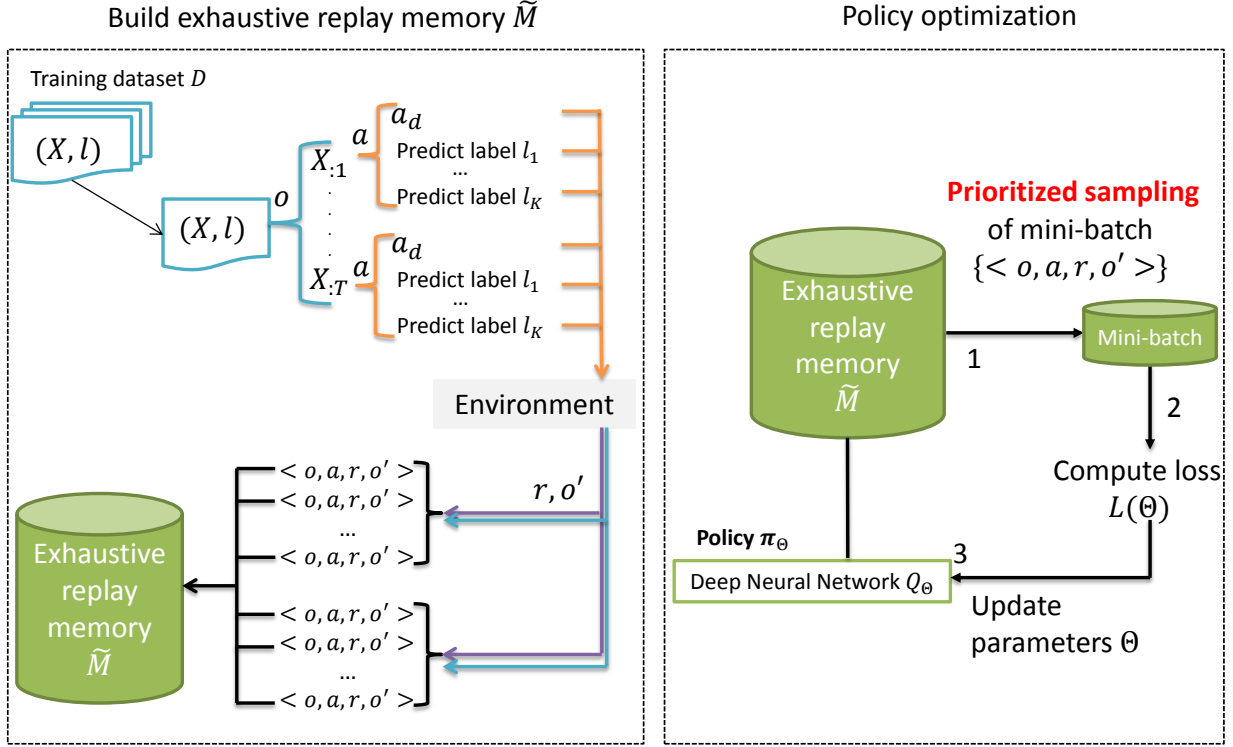 Build exhaustive replay memory M̃
Training dataset D
(X, l)
(X, l)
o
X:1
.
.
.
.
X:T
a
a_d
Predict label l₁
...
Predict label l_K
a
a_d
Predict label l₁
...
Predict label l_K
Environment
r, o′
< o, a, r, o′ >
< o, a, r, o′ >
...
< o, a, r, o′ >
< o, a, r, o′ >
< o, a, r, o′ >
...
< o, a, r, o′ >
Exhaustive
replay
memory
M̃
Policy optimization
Prioritized sampling
of mini-batch
{< o, a, r, o′ >}
Exhaustive
replay
memory
M̃
1
Mini-batch
2
Compute loss
L(Θ)
Policy π_Θ
3
Deep Neural Network Q_Θ
Update
parameters Θ